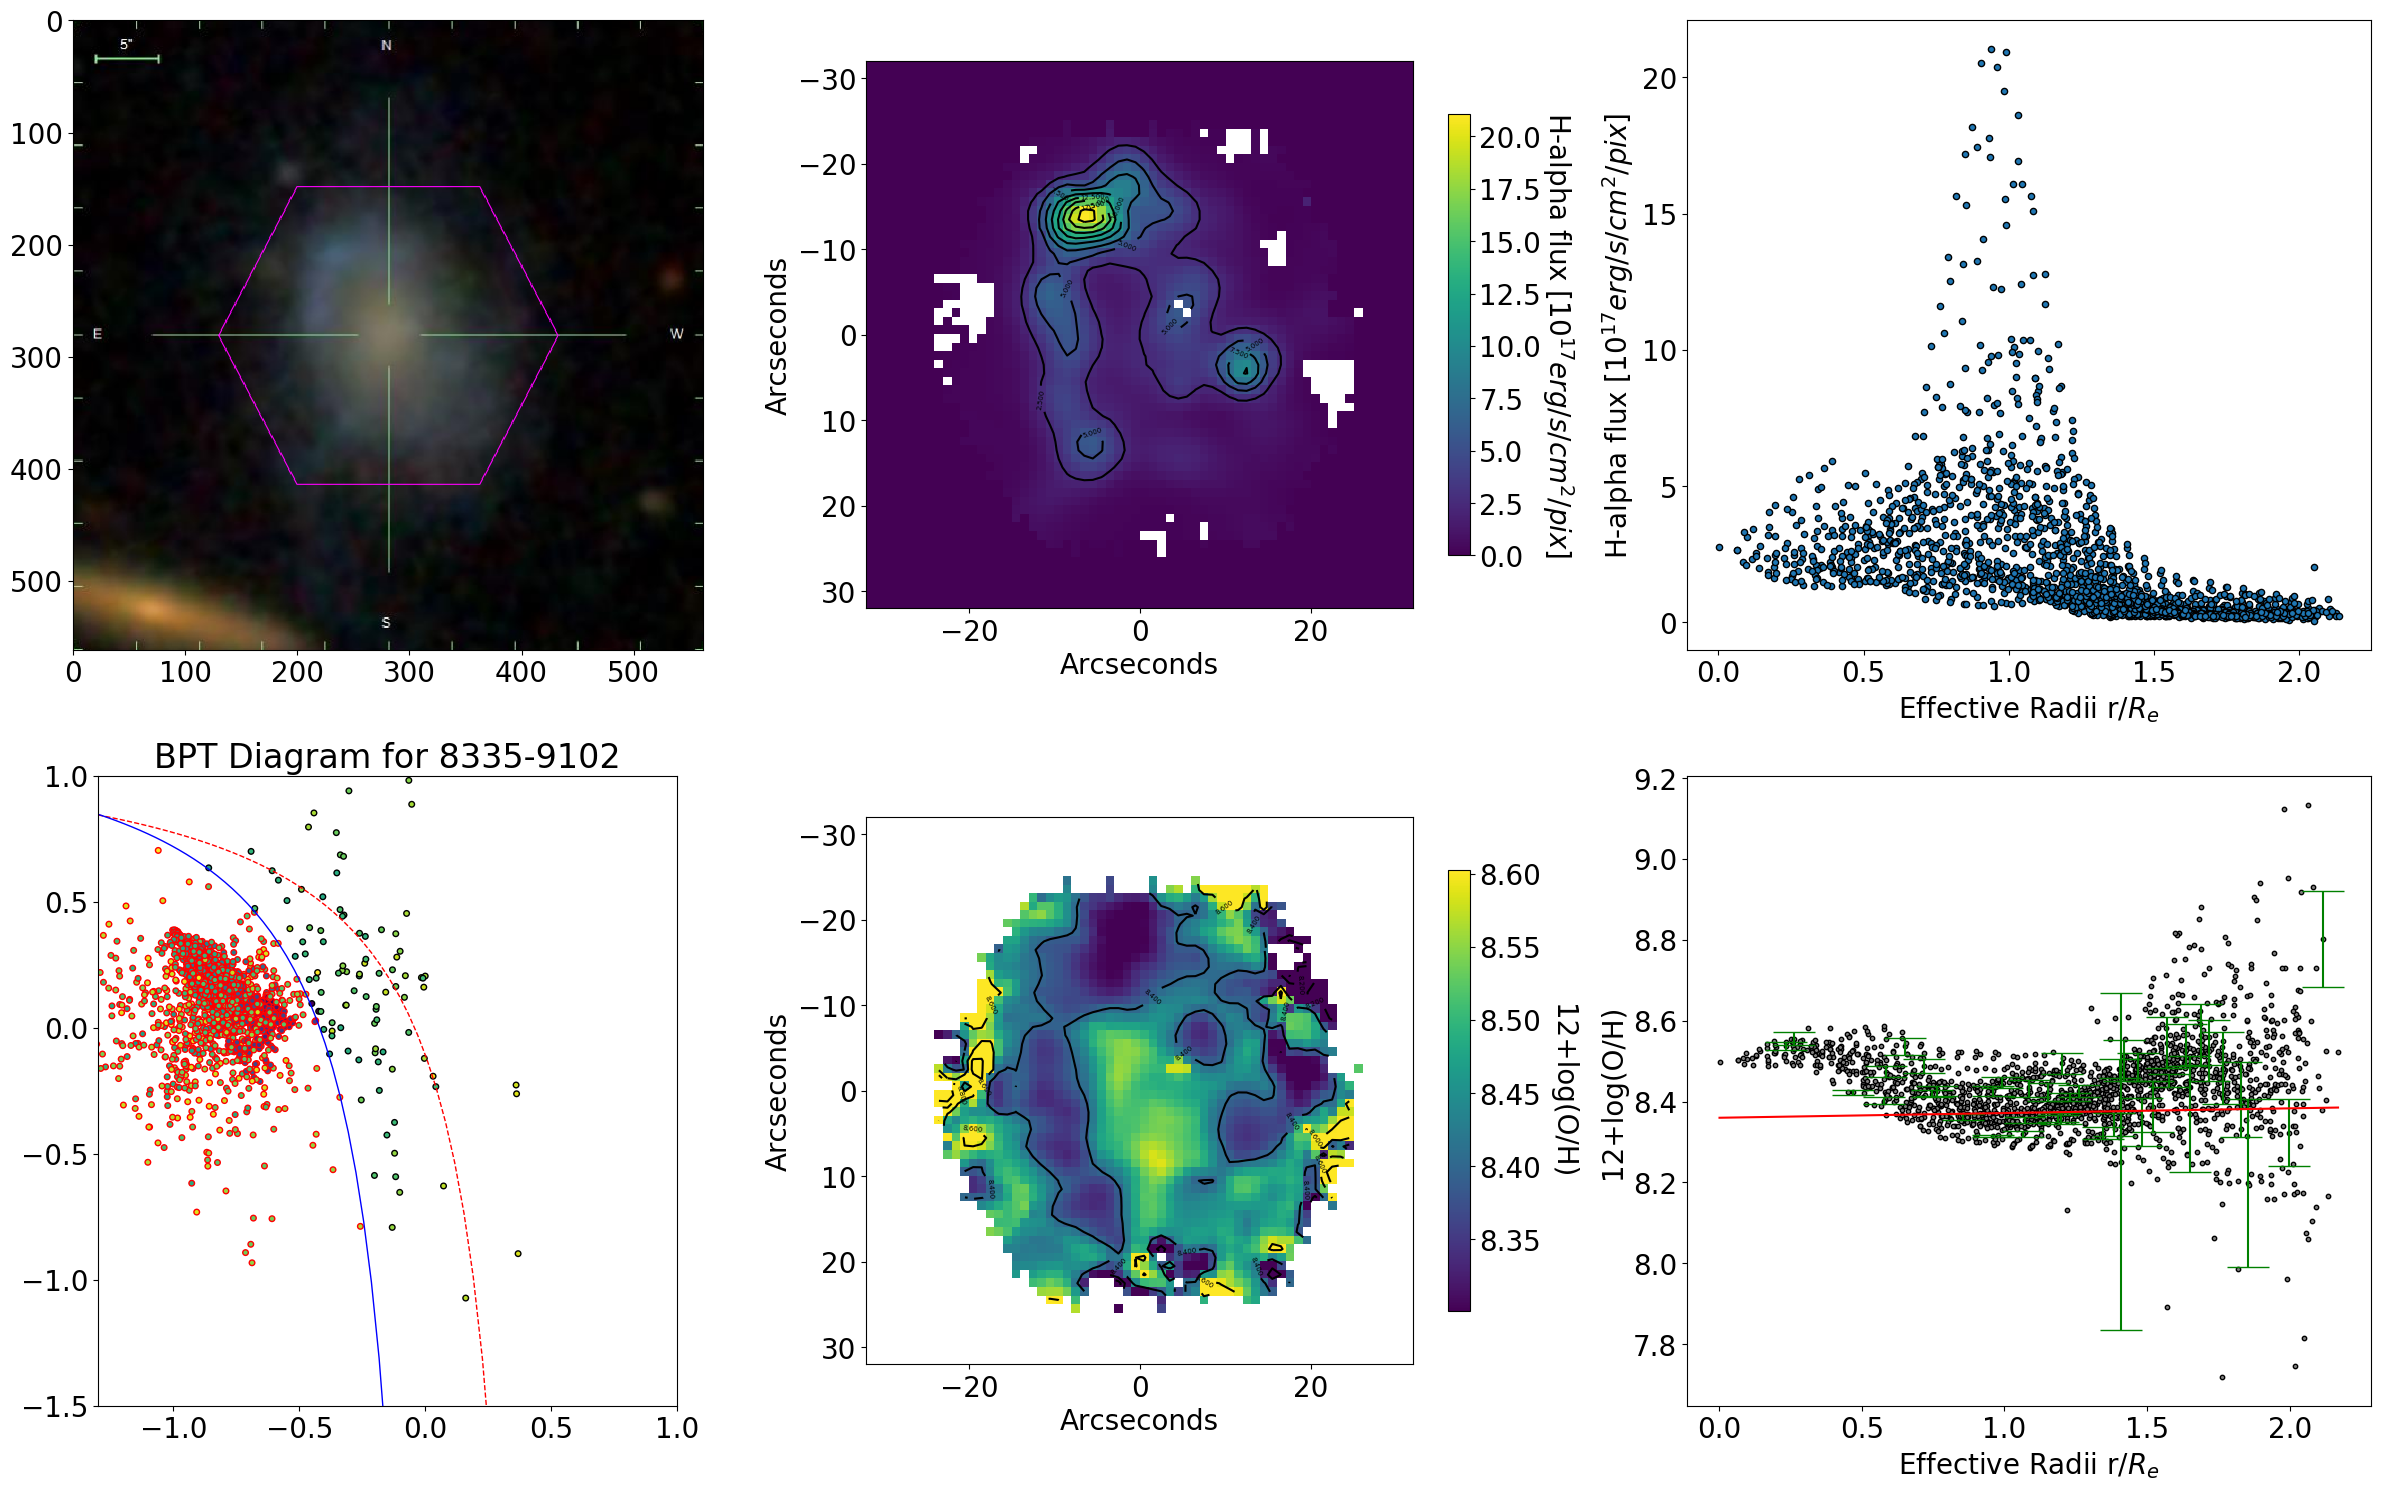 0
100
200
300
400
500
0 100 200 300 400 500
5"
N
E
W
S
−30
−20
−10
0
10
20
30
−20 0 20
Arcseconds
Arcseconds
20.0
17.5
15.0
12.5
10.0
7.5
5.0
2.5
0.0
H-alpha flux [10^17 erg/s/cm^2/pix]
H-alpha flux [10^17 erg/s/cm^2/pix]
20
15
10
5
0
0.0 0.5 1.0 1.5 2.0
Effective Radii r/R_e
BPT Diagram for 8335-9102
1.0
0.5
0.0
−0.5
−1.0
−1.5
−1.0 −0.5 0.0 0.5 1.0
−30
−20
−10
0
10
20
30
−20 0 20
Arcseconds
Arcseconds
8.60
8.55
8.50
8.45
8.40
8.35
12+log(O/H)
12+log(O/H)
9.2
9.0
8.8
8.6
8.4
8.2
8.0
7.8
0.0 0.5 1.0 1.5 2.0
Effective Radii r/R_e